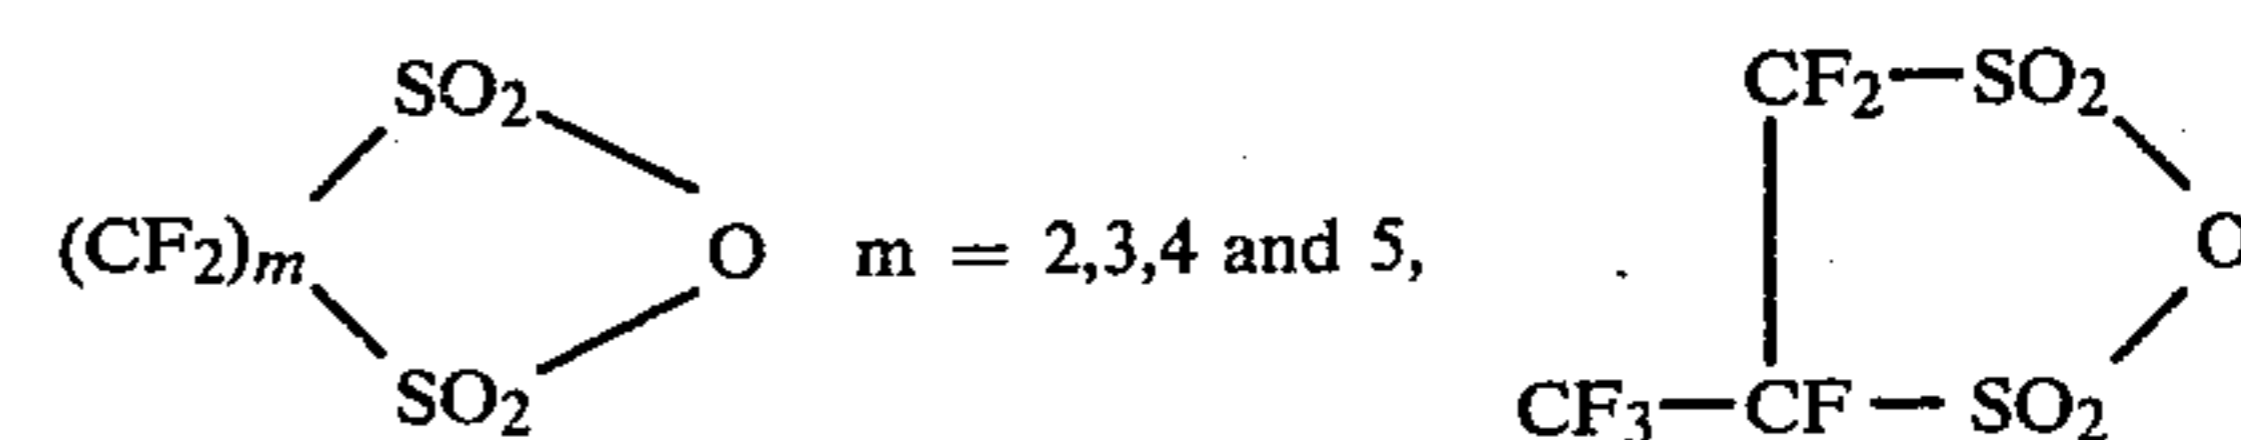 SO2 CF2—SO2
(CF2)m O m = 2,3,4 and 5, O
SO2 CF3—CF—SO2